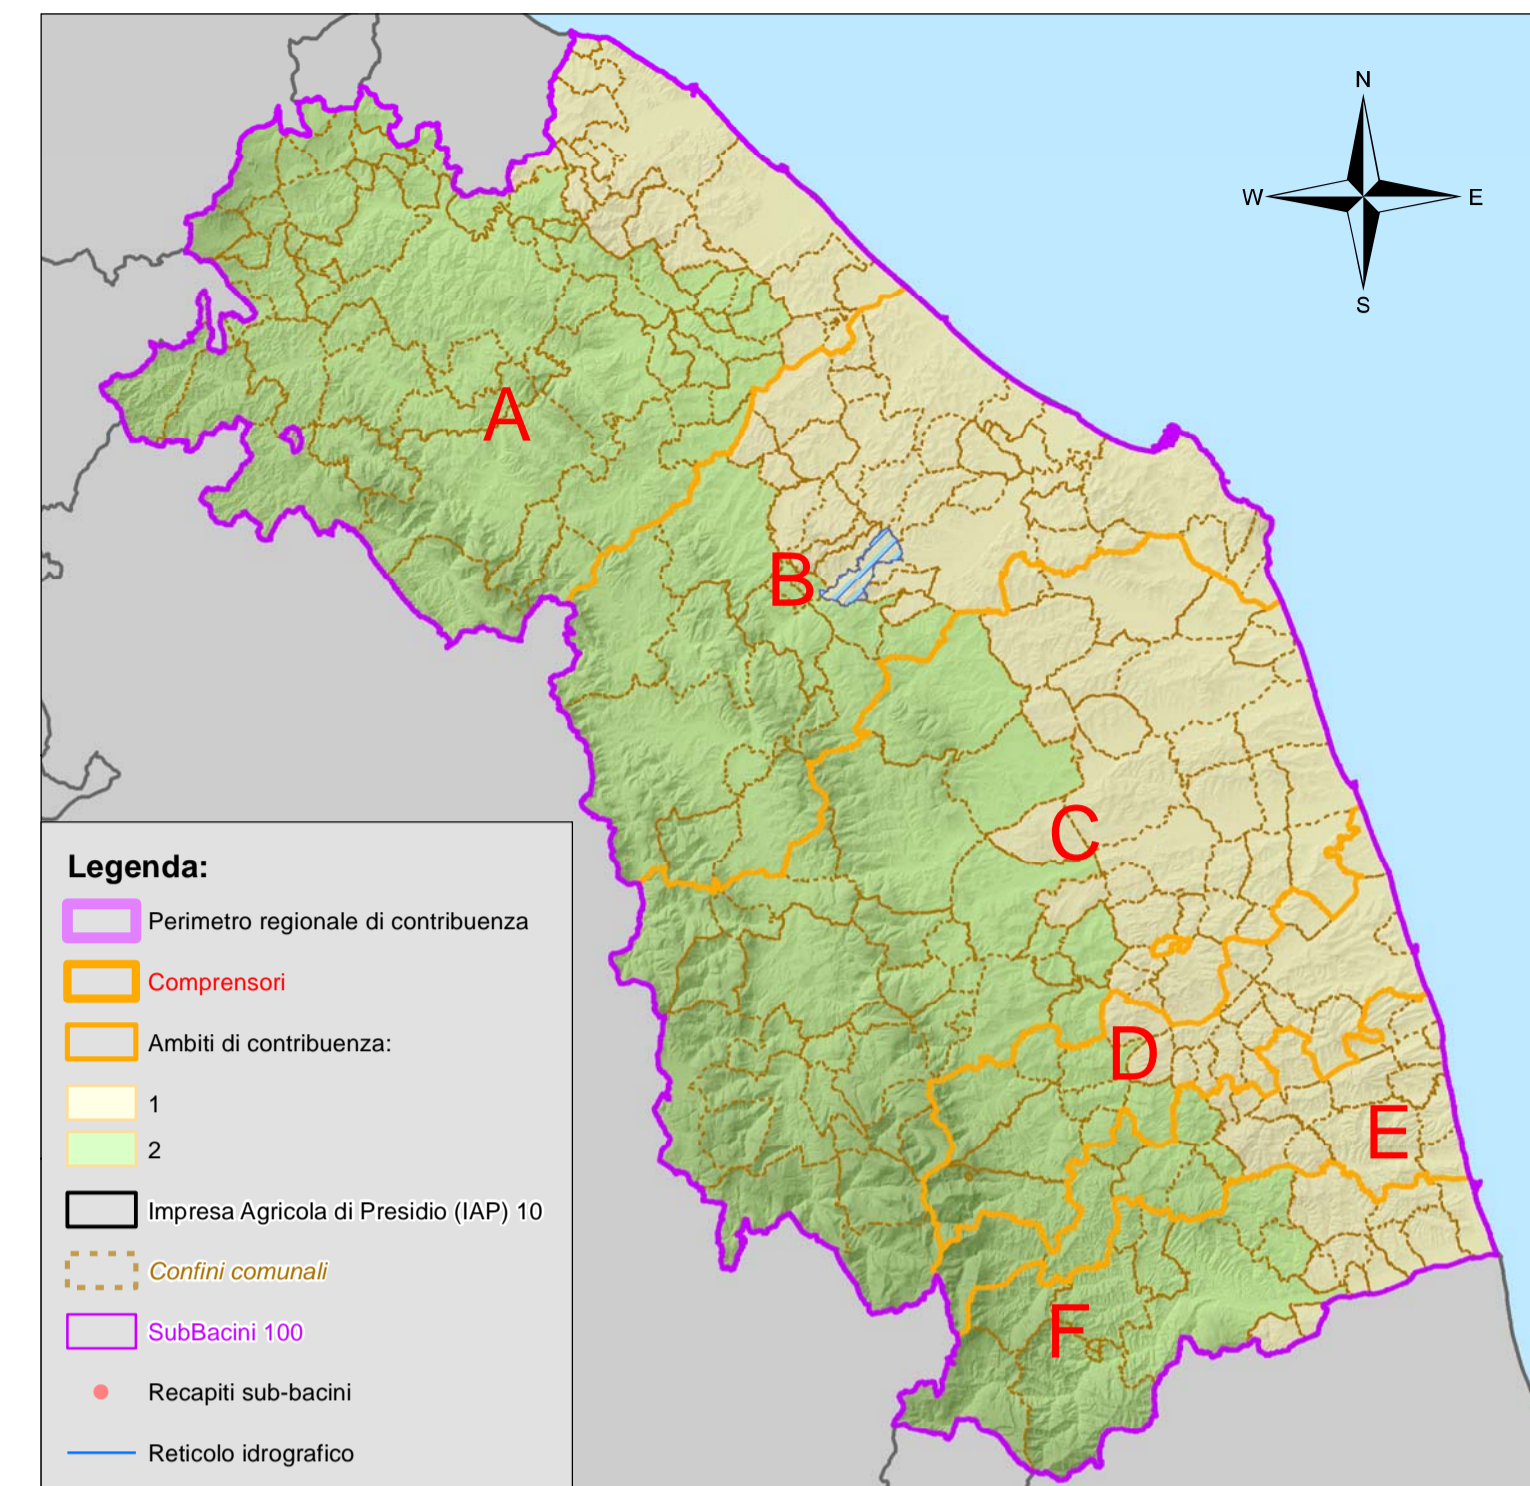 N
W
E
S
A
B
C
D
E
F
Legenda:
Perimetro regionale di contribuenza
Comprensori
Ambiti di contribuenza:
1
2
Impresa Agricola di Presidio (IAP) 10
Confini comunali
SubBacini 100
Recapiti sub-bacini
Reticolo idrografico